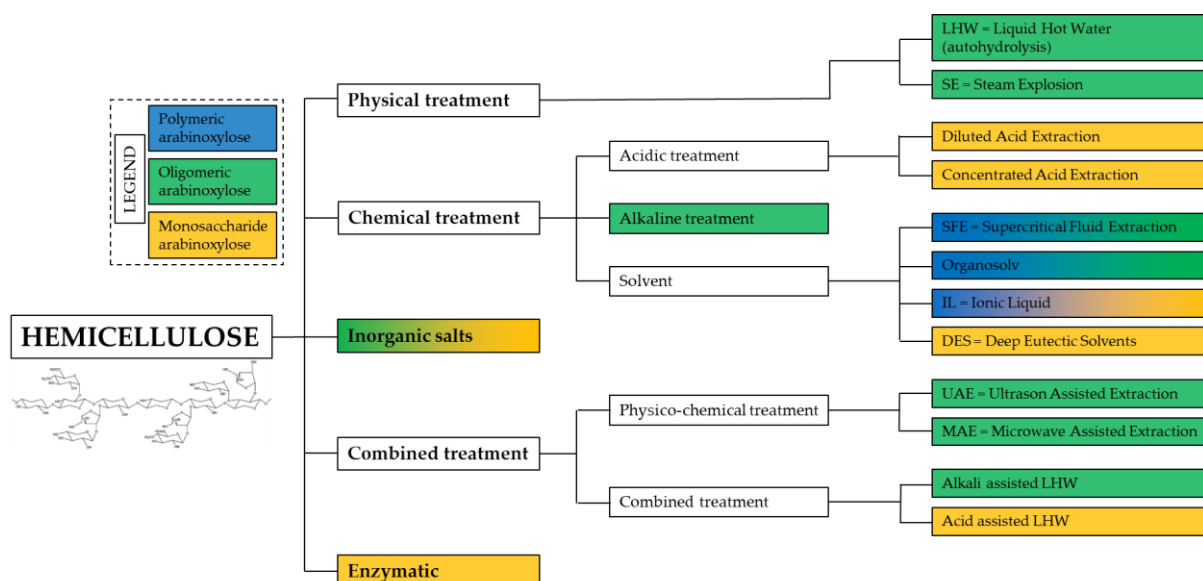 LEGEND
Polymeric
arabinoxylose
Oligomeric
arabinoxylose
Monosaccharide
arabinoxylose
HEMICELLULOSE
Physical treatment
LHW = Liquid Hot Water
(autohydrolysis)
SE = Steam Explosion
Chemical treatment
Acidic treatment
Diluted Acid Extraction
Concentrated Acid Extraction
Alkaline treatment
Solvent
SFE = Supercritical Fluid Extraction
Organosolv
IL = Ionic Liquid
DES = Deep Eutectic Solvents
Inorganic salts
Combined treatment
Physico-chemical treatment
UAE = Ultrason Assisted Extraction
MAE = Microwave Assisted Extraction
Combined treatment
Alkali assisted LHW
Acid assisted LHW
Enzymatic